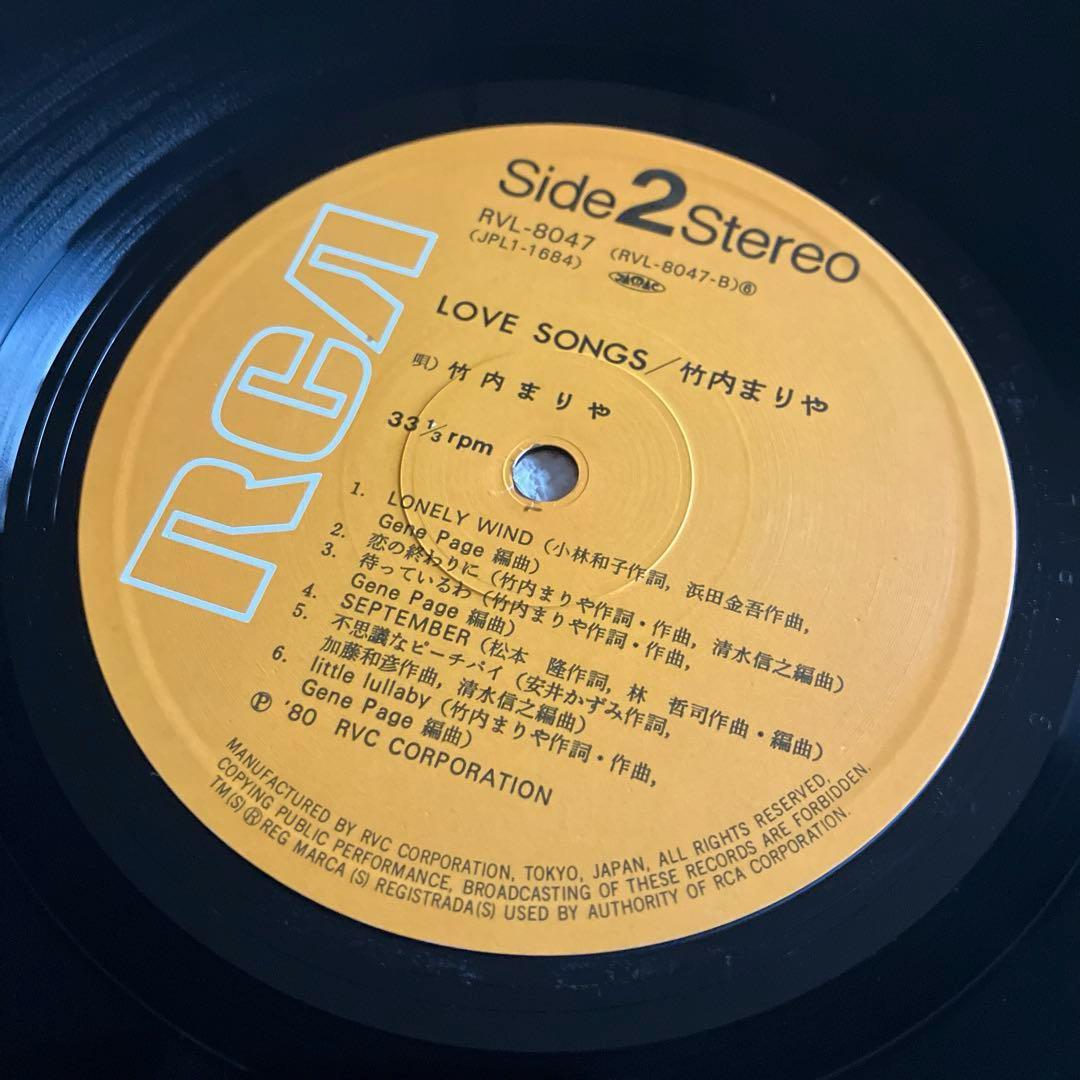 Side 2 Stereo
RVL-8047 (RVL-8047-B)⑥
(JPL1-1684)
LOVE SONGS/竹内まりや
唄)竹内まりや
33 1/3 rpm
RCA
1. LONELY WIND (小林和子作詞, 浜田金吾作曲,
Gene Page 編曲)
2. 恋の終わりに (竹内まりや作詞・作曲, 清水信之編曲)
3. 待っているわ (竹内まりや作詞・作曲,
Gene Page 編曲)
4. SEPTEMBER (松本 隆作詞, 林 哲司作曲・編曲)
5. 不思議なピーチパイ (安井かずみ作詞,
加藤和彦作曲, 清水信之編曲)
6. little lullaby (竹内まりや作詞・作曲,
Gene Page 編曲)
Ⓟ '80 RVC CORPORATION
MANUFACTURED BY RVC CORPORATION, TOKYO, JAPAN, ALL RIGHTS RESERVED,
COPYING PUBLIC PERFORMANCE, BROADCASTING OF THESE RECORDS ARE FORBIDDEN.
TM(S) ® REG MARCA (S) REGISTRADA(S) USED BY AUTHORITY OF RCA CORPORATION.